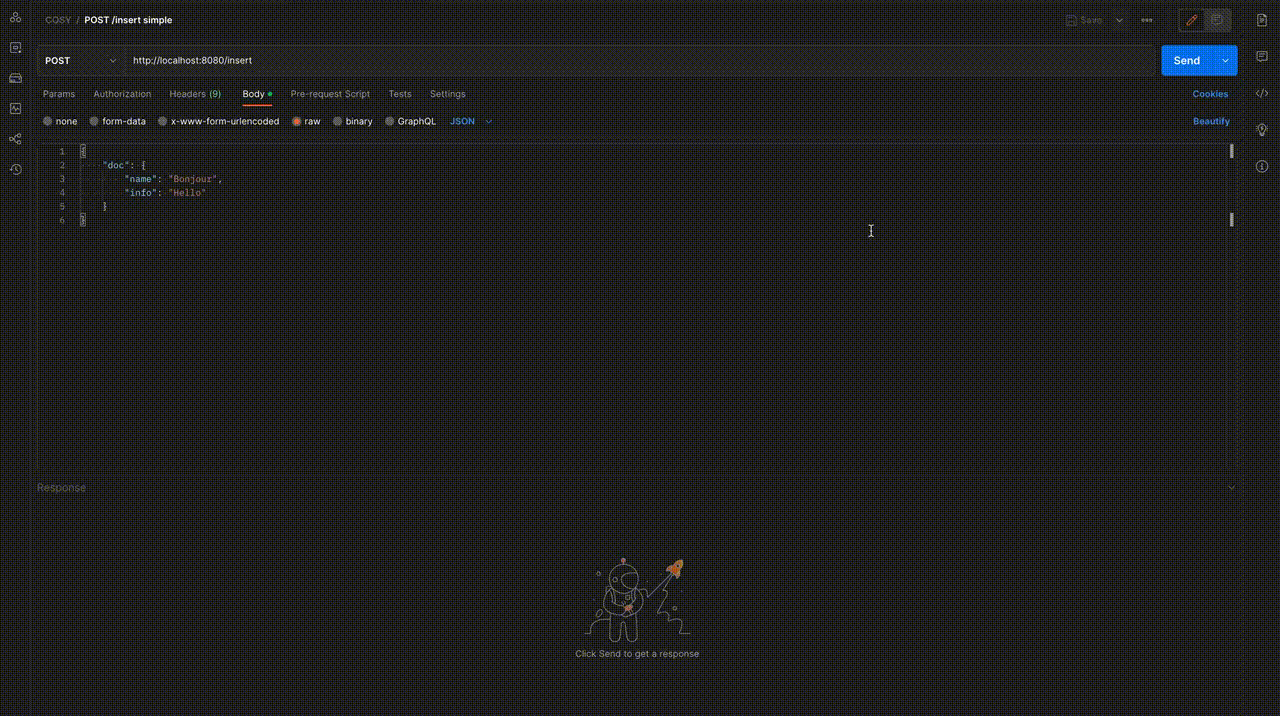 COSY / POST /insert simple
Save
POST
http://localhost:8080/insert
Send
Params
Authorization
Headers (9)
Body
Pre-request Script
Tests
Settings
Cookies
none
form-data
x-www-form-urlencoded
raw
binary
GraphQL
JSON
Beautify
1 {
2 "doc": {
3 "name": "Bonjour",
4 "info": "Hello"
5 }
6 }
Response
Click Send to get a response